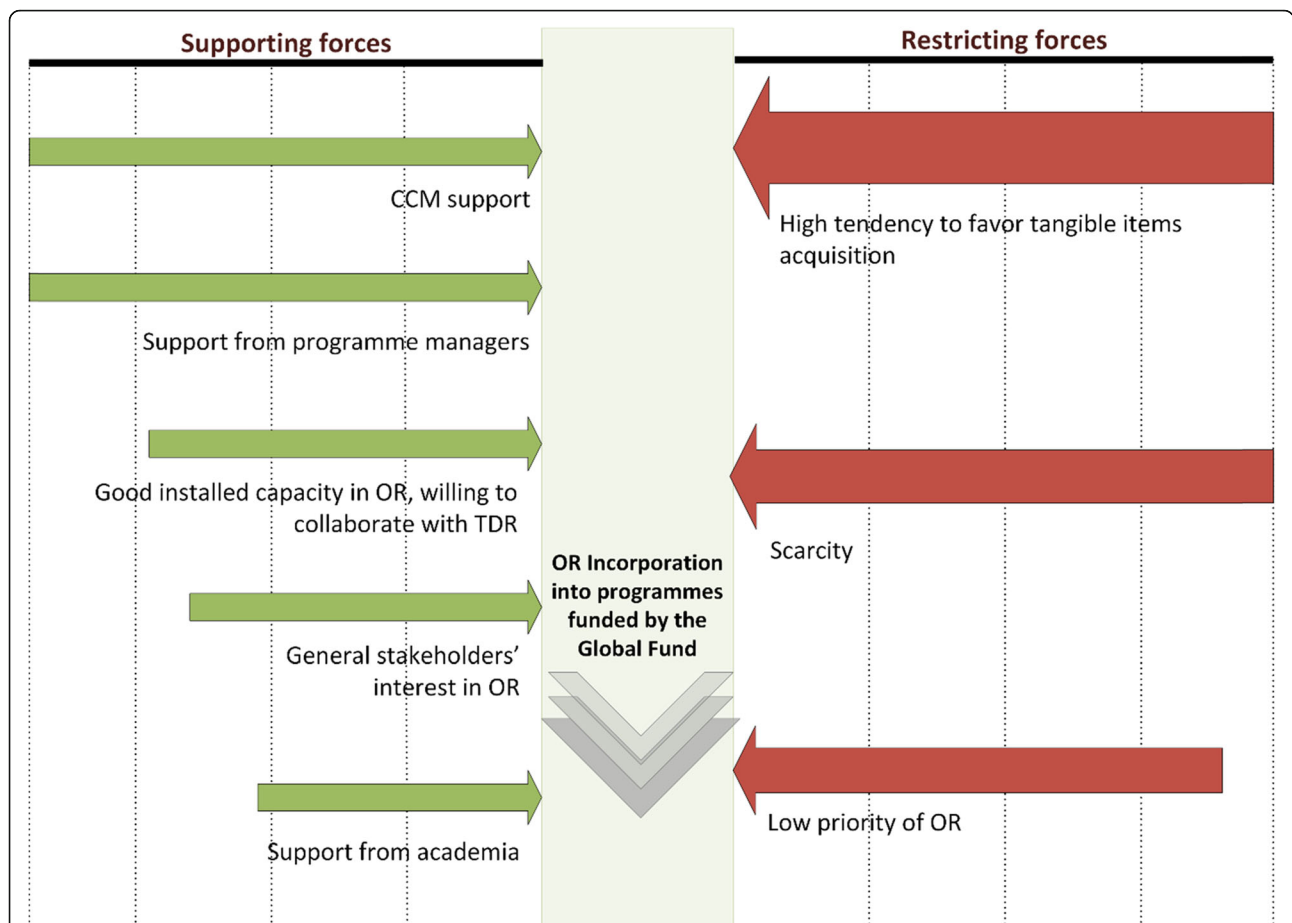 Supporting forces
CCM support
Support from programme managers
Good installed capacity in OR, willing to
collaborate with TDR
General stakeholders’
interest in OR
Support from academia
OR Incorporation
into programmes
funded by the
Global Fund
Restricting forces
High tendency to favor tangible items
acquisition
Scarcity
Low priority of OR